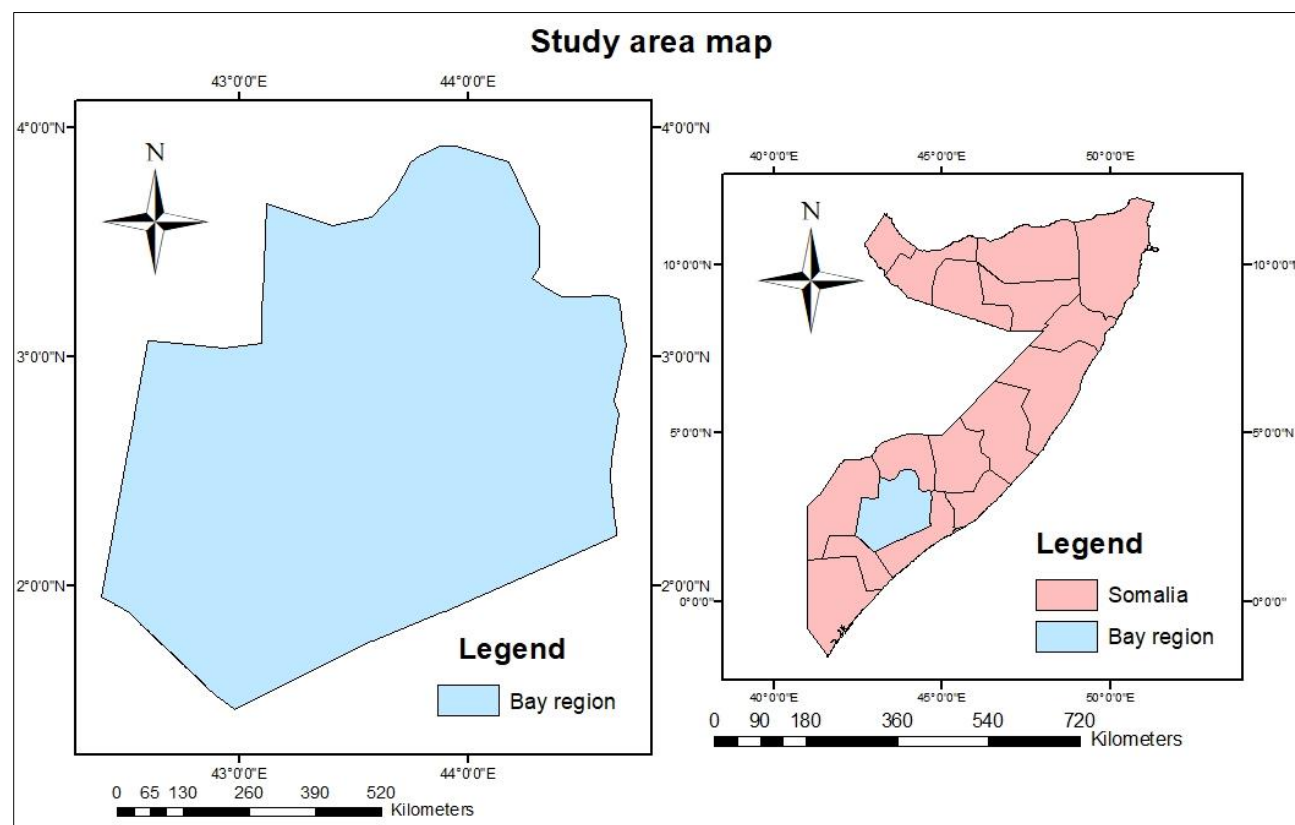 Study area map
43°0'0"E 44°0'0"E
4°0'0"N 4°0'0"N
N
3°0'0"N 3°0'0"N
2°0'0"N 2°0'0"N
Legend
Bay region
43°0'0"E 44°0'0"E
0 65 130 260 390 520
Kilometers
40°0'0"E 45°0'0"E 50°0'0"E
N
10°0'0"N 10°0'0"N
5°0'0"N 5°0'0"N
Legend
Somalia
Bay region
0°0'0" 0°0'0"
40°0'0"E 45°0'0"E 50°0'0"E
0 90 180 360 540 720
Kilometers